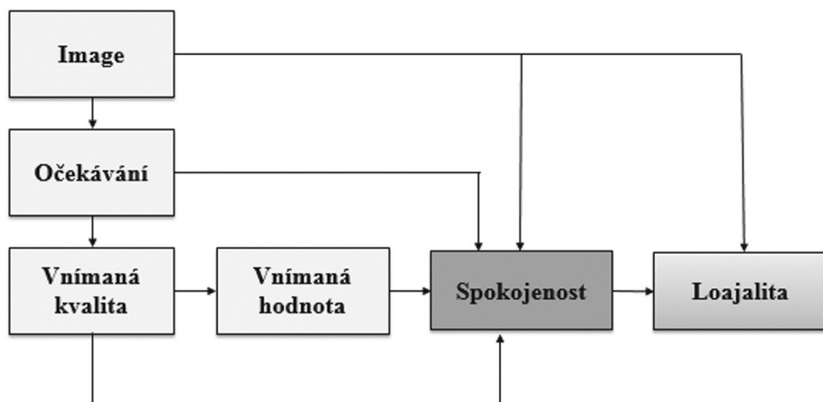 Image
Očekávání
Vnímaná
kvalita
Vnímaná
hodnota
Spokojenost
Loajalita